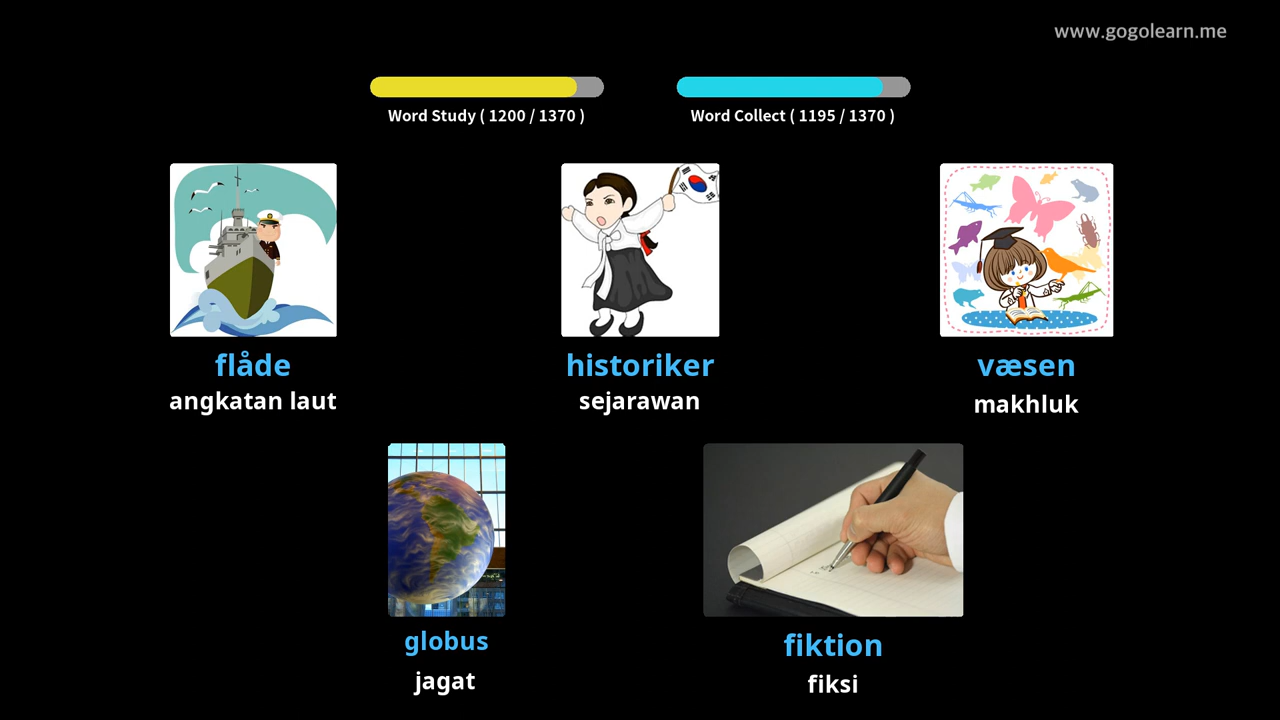 www.gogolearn.me
Word Study ( 1200 / 1370 )
Word Collect ( 1195 / 1370 )
flåde
angkatan laut
historiker
sejarawan
væsen
makhluk
globus
jagat
fiktion
fiksi